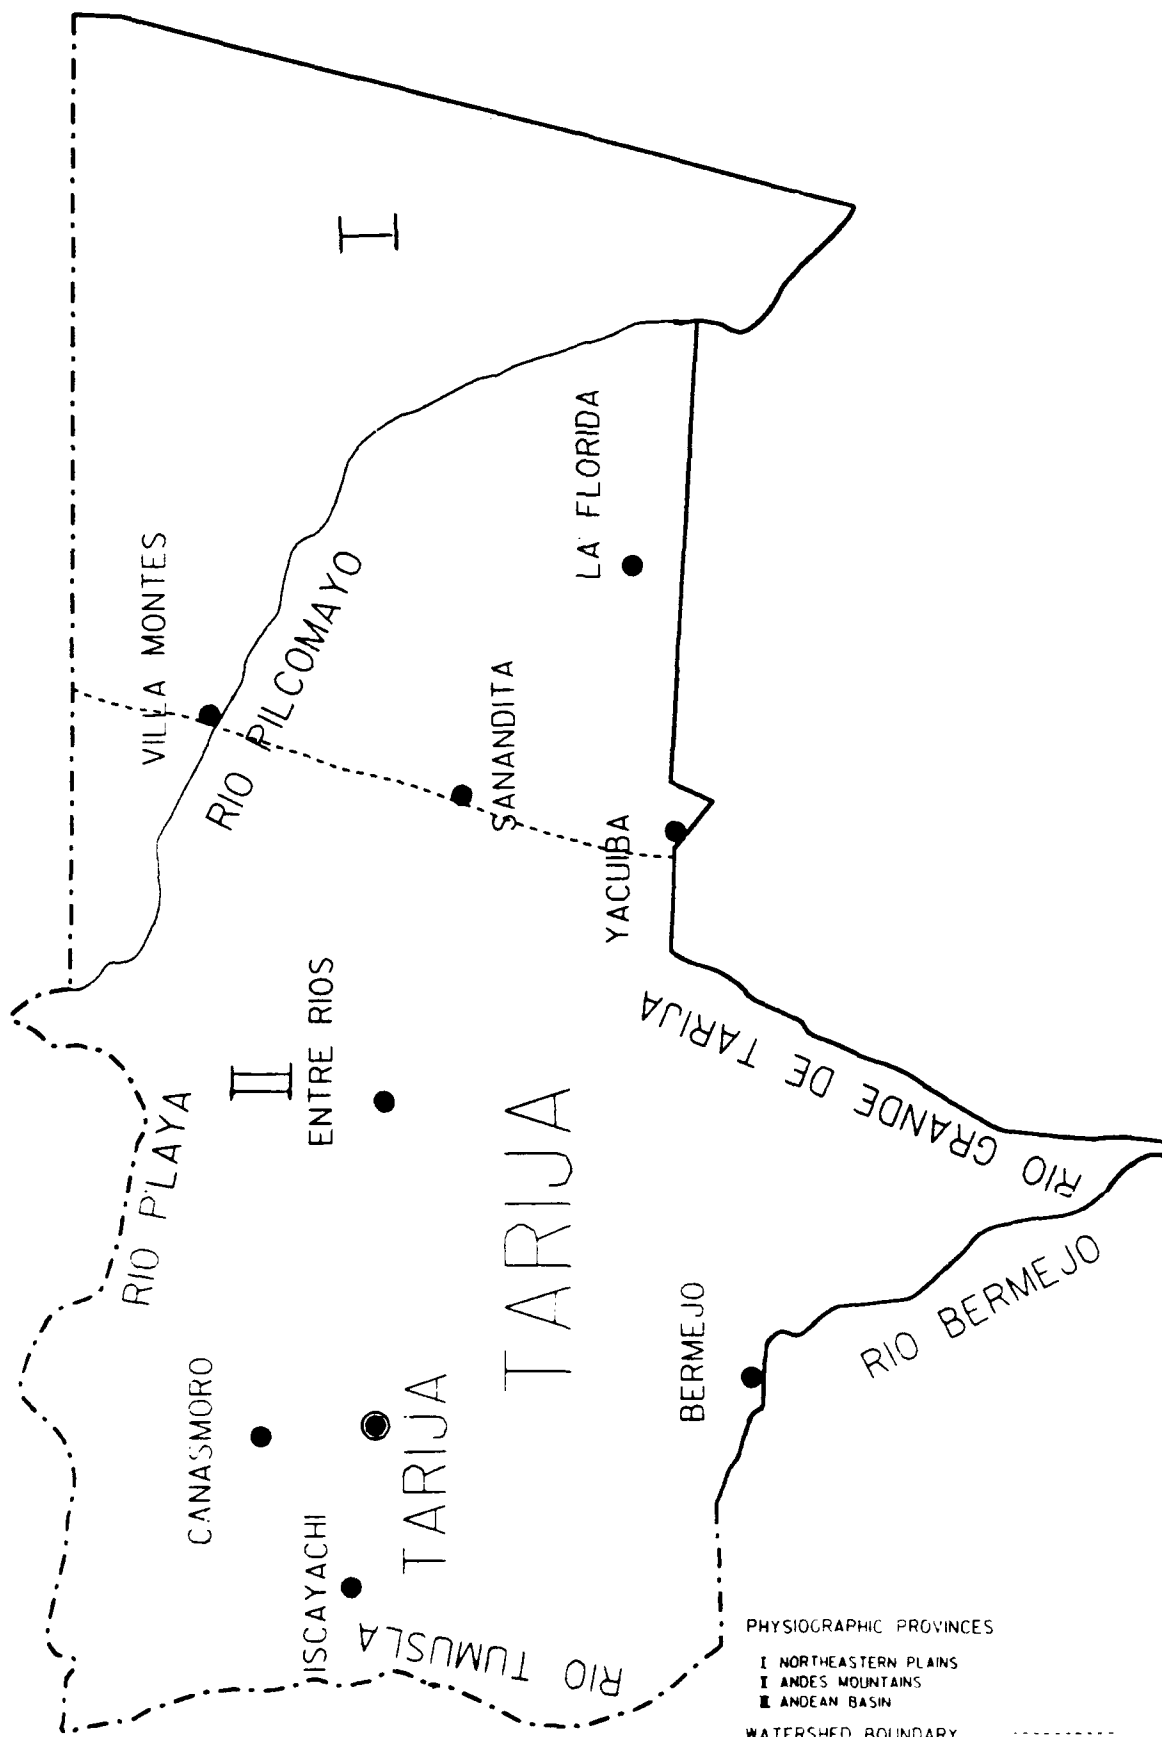 I
VILLA MONTES
RIO PILCOMAYO
LA FLORIDA
SANANDITA
YACUIBA
II
ENTRE RIOS
RIO PLAYA
RIO GRANDE DE TARIJA
TARIJA
RIO BERMEJO
BERMEJO
CANASMORO
TARIJA
ISCAYACHI
RIO TUMUSLA
PHYSIOGRAPHIC PROVINCES
I NORTHEASTERN PLAINS
I ANDES MOUNTAINS
III ANDEAN BASIN
WATERSHED BOUNDARY